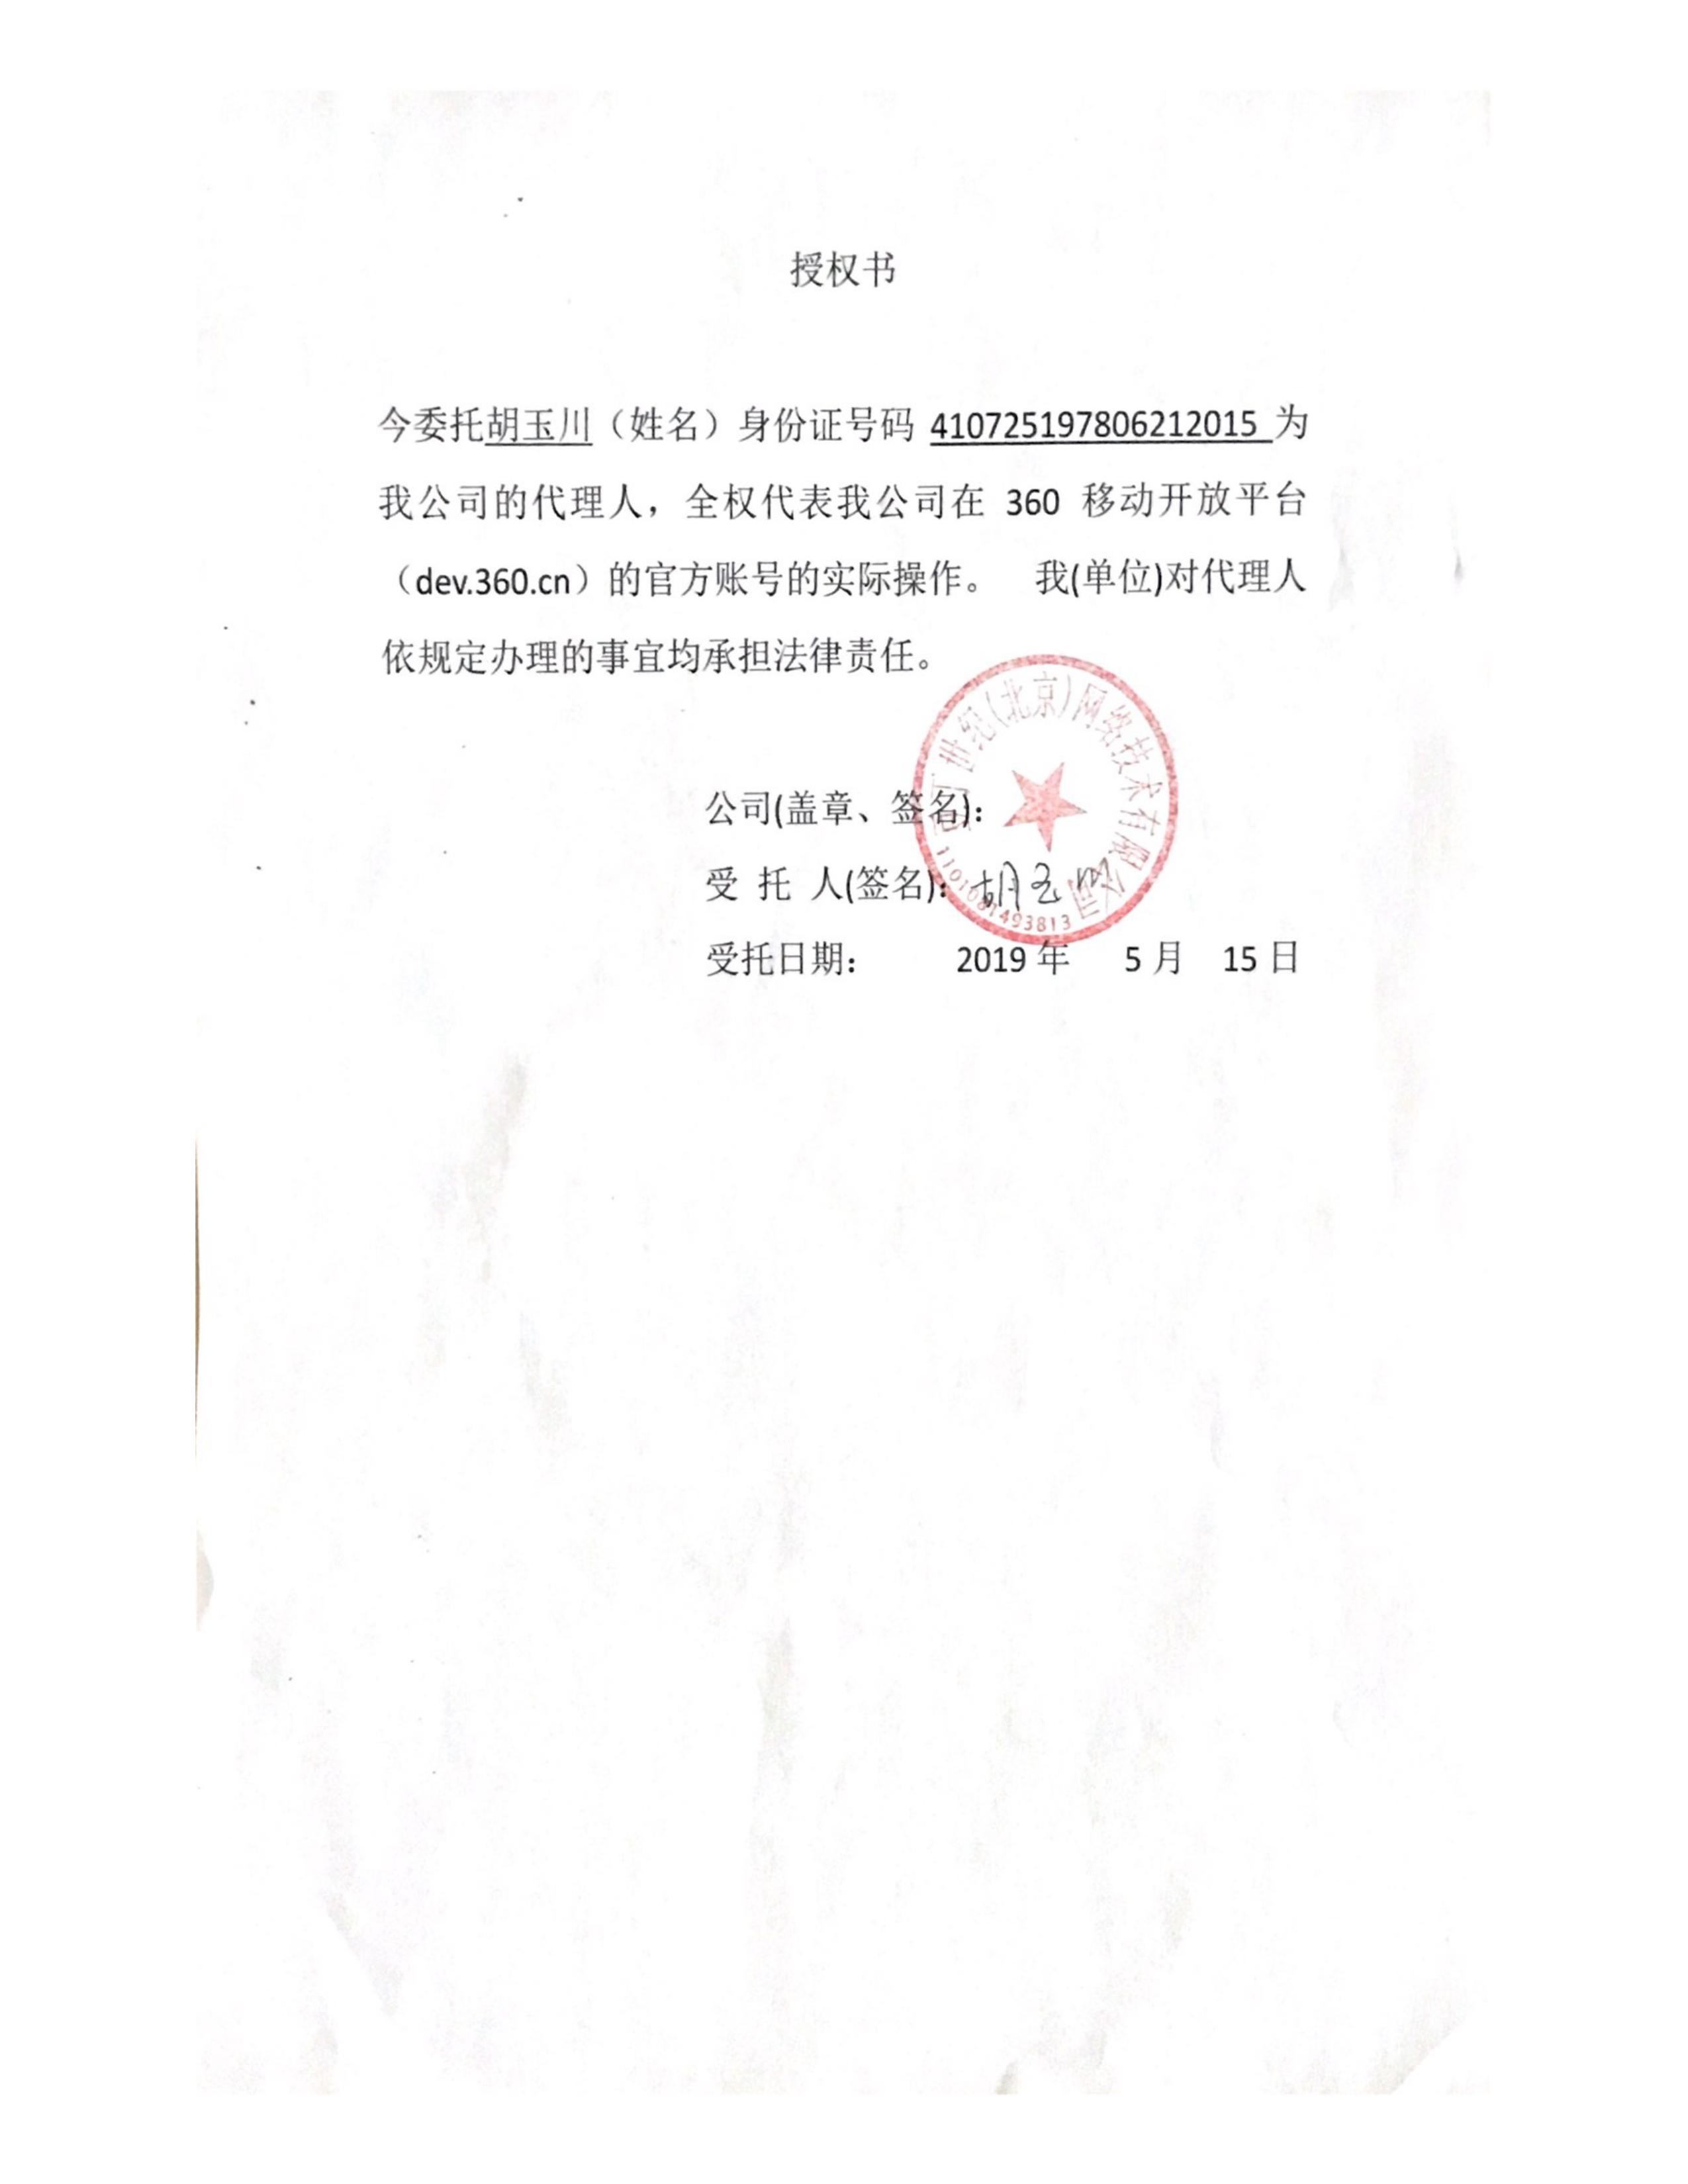 授权书
今委托胡玉川（姓名）身份证号码 410725197806212015 为
我公司的代理人，全权代表我公司在 360 移动开放平台
（dev.360.cn）的官方账号的实际操作。 我(单位)对代理人
依规定办理的事宜均承担法律责任。
世纪(北京)网络技术有限公司
公司(盖章、签名):
受 托 人(签名): 胡玉川
1101081493813
受托日期: 2019 年 5 月 15 日